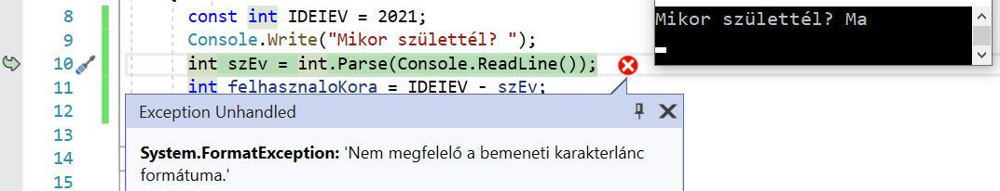 8 const int IDEIEV = 2021;
Mikor születtél? Ma
9 Console.Write("Mikor születtél? ");
10 int szEv = int.Parse(Console.ReadLine());
11 int felhasznaloKora = IDEIEV - szEv;
12
Exception Unhandled
13
14 System.FormatException: 'Nem megfelelő a bemeneti karakterlánc
15 formátuma.'